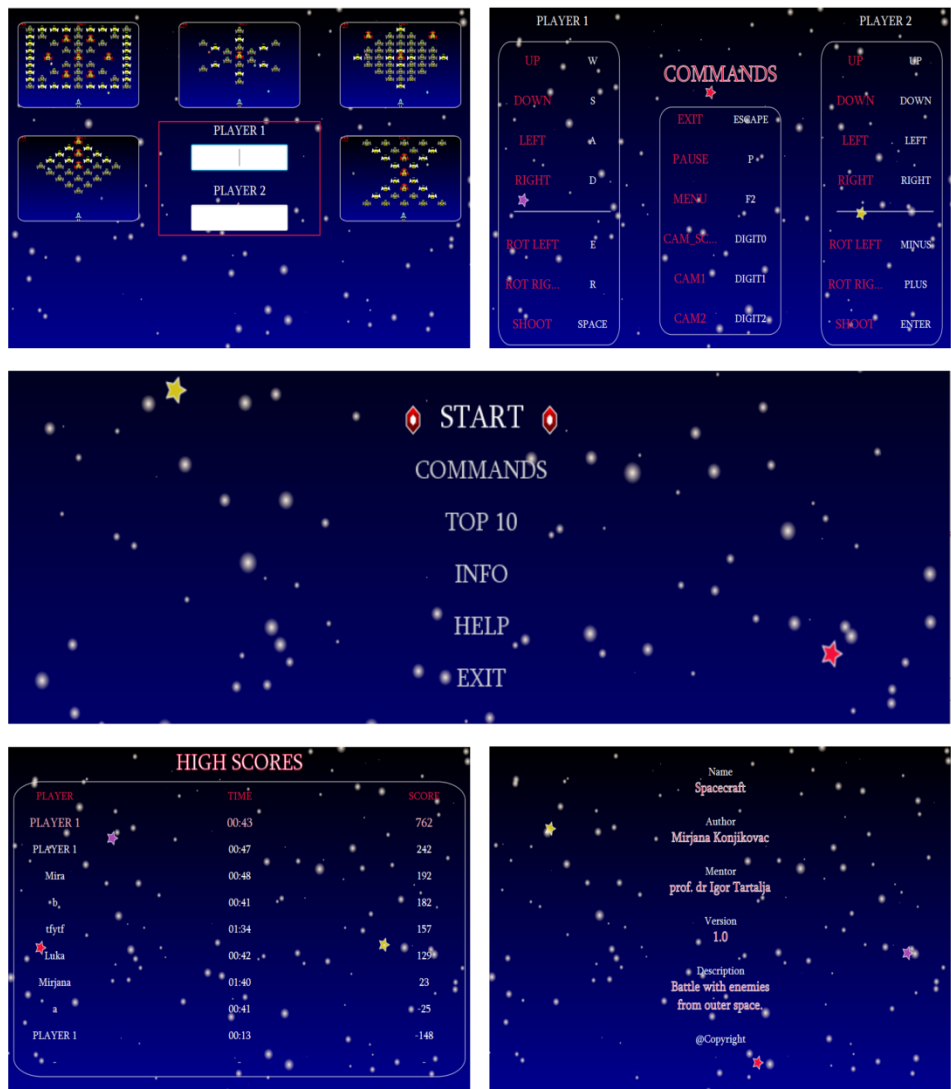 PLAYER 1
PLAYER 2
PLAYER 1
PLAYER 2
COMMANDS
UP W
DOWN S
LEFT A
RIGHT D
ROT LEFT E
ROT RIG... R
SHOOT SPACE
EXIT ESCAPE
PAUSE P
MENU F2
CAM_SC... DIGIT0
CAM1 DIGIT1
CAM2 DIGIT2
UP UP
DOWN DOWN
LEFT LEFT
RIGHT RIGHT
ROT LEFT MINUS
ROT RIG... PLUS
SHOOT ENTER
START
COMMANDS
TOP 10
INFO
HELP
EXIT
HIGH SCORES
PLAYER TIME SCORE
PLAYER 1 00:43 762
PLAYER 1 00:47 242
Mira 00:48 192
b 00:41 182
tfytf 01:34 157
Luka 00:42 129
Mirjana 01:40 23
a 00:41 -25
PLAYER 1 00:13 -148
- - -
Name
Spacecraft
Author
Mirjana Konjikovac
Mentor
prof. dr Igor Tartalja
Version
1.0
Description
Battle with enemies
from outer space.
@Copyright